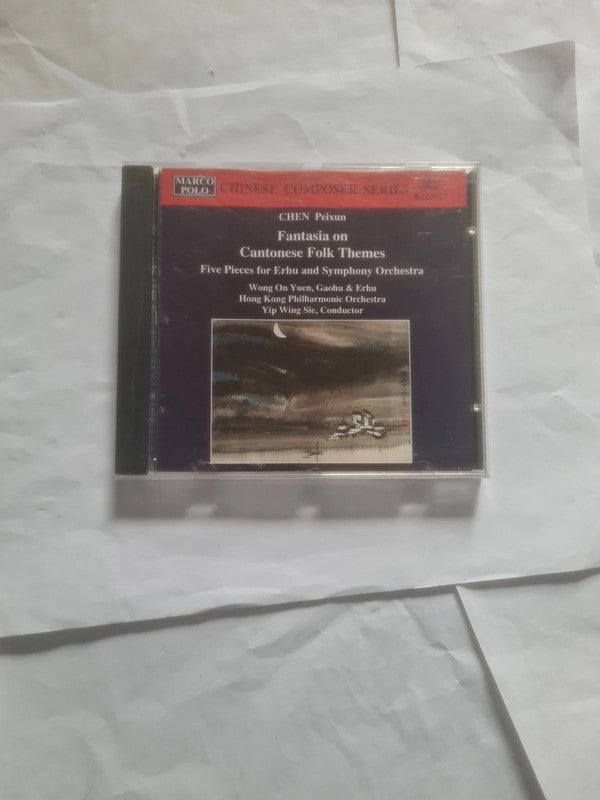 MARCO
POLO
CHINESE COMPOSER SERIES
CHEN Peixun
Fantasia on
Cantonese Folk Themes
Five Pieces for Erhu and Symphony Orchestra
Wong On Yuen, Gaohu & Erhu
Hong Kong Philharmonic Orchestra
Yip Wing Sie, Conductor